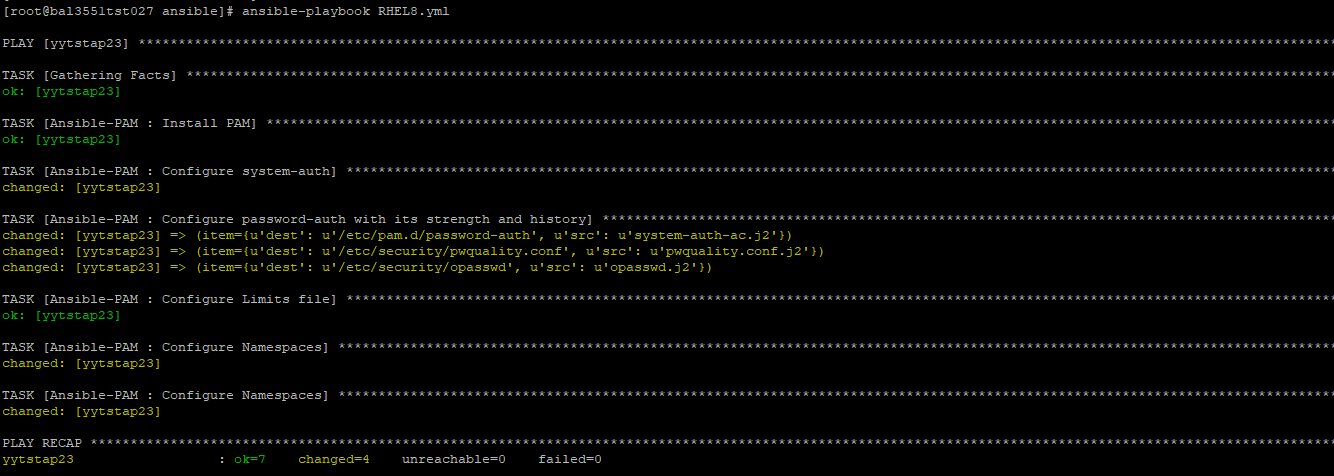 [root@bal3551tst027 ansible]# ansible-playbook RHEL8.yml
PLAY [yytstap23] ******************************************************************************************************************************************************
TASK [Gathering Facts] ************************************************************************************************************************************************
ok: [yytstap23]
TASK [Ansible-PAM : Install PAM] **************************************************************************************************************************************
ok: [yytstap23]
TASK [Ansible-PAM : Configure system-auth] ****************************************************************************************************************************
changed: [yytstap23]
TASK [Ansible-PAM : Configure password-auth with its strength and history] ********************************************************************************************
changed: [yytstap23] => (item={u'dest': u'/etc/pam.d/password-auth', u'src': u'system-auth-ac.j2'})
changed: [yytstap23] => (item={u'dest': u'/etc/security/pwquality.conf', u'src': u'pwquality.conf.j2'})
changed: [yytstap23] => (item={u'dest': u'/etc/security/opasswd', u'src': u'opasswd.j2'})
TASK [Ansible-PAM : Configure Limits file] ****************************************************************************************************************************
ok: [yytstap23]
TASK [Ansible-PAM : Configure Namespaces] *****************************************************************************************************************************
changed: [yytstap23]
TASK [Ansible-PAM : Configure Namespaces] *****************************************************************************************************************************
changed: [yytstap23]
PLAY RECAP ************************************************************************************************************************************************************
yytstap23                  : ok=7    changed=4    unreachable=0    failed=0